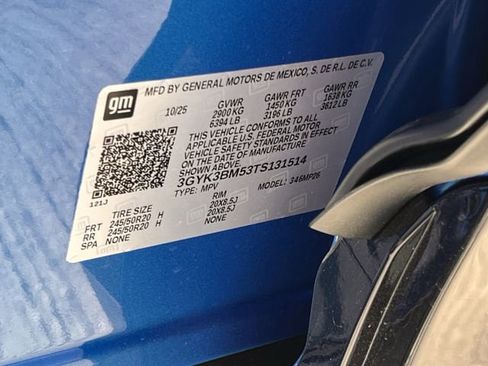 MFD BY GENERAL MOTORS DE MEXICO, S. DE R.L. DE C.V.
gm
10/25 GVWR GAWR FRT GAWR RR
2900 KG 1450 KG 1638 KG
6394 LB 3196 LB 3612 LB
THIS VEHICLE CONFORMS TO ALL
APPLICABLE U.S. FEDERAL MOTOR
VEHICLE SAFETY STANDARDS IN EFFECT
ON THE DATE OF MANUFACTURE
SHOWN ABOVE.
3GYK3BM53TS131514
TYPE: MPV MODEL: 346MP26
121J
TIRE SIZE RIM
FRT 245/50R20 H 20X8.5J
RR 245/50R20 H 20X8.5J
SPA NONE NONE